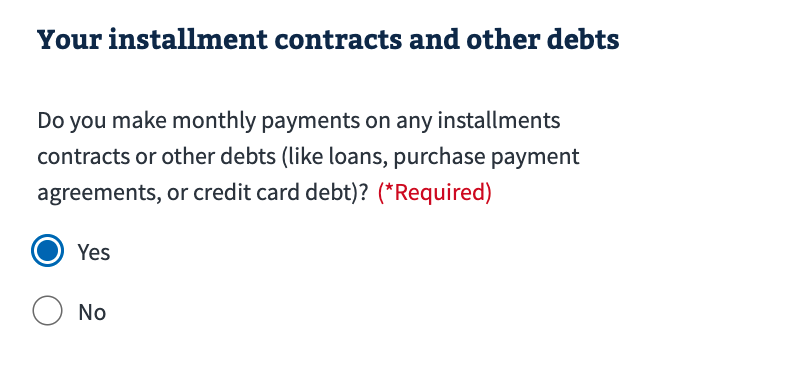 Your installment contracts and other debts
Do you make monthly payments on any installments
contracts or other debts (like loans, purchase payment
agreements, or credit card debt)? (*Required)
Yes
No